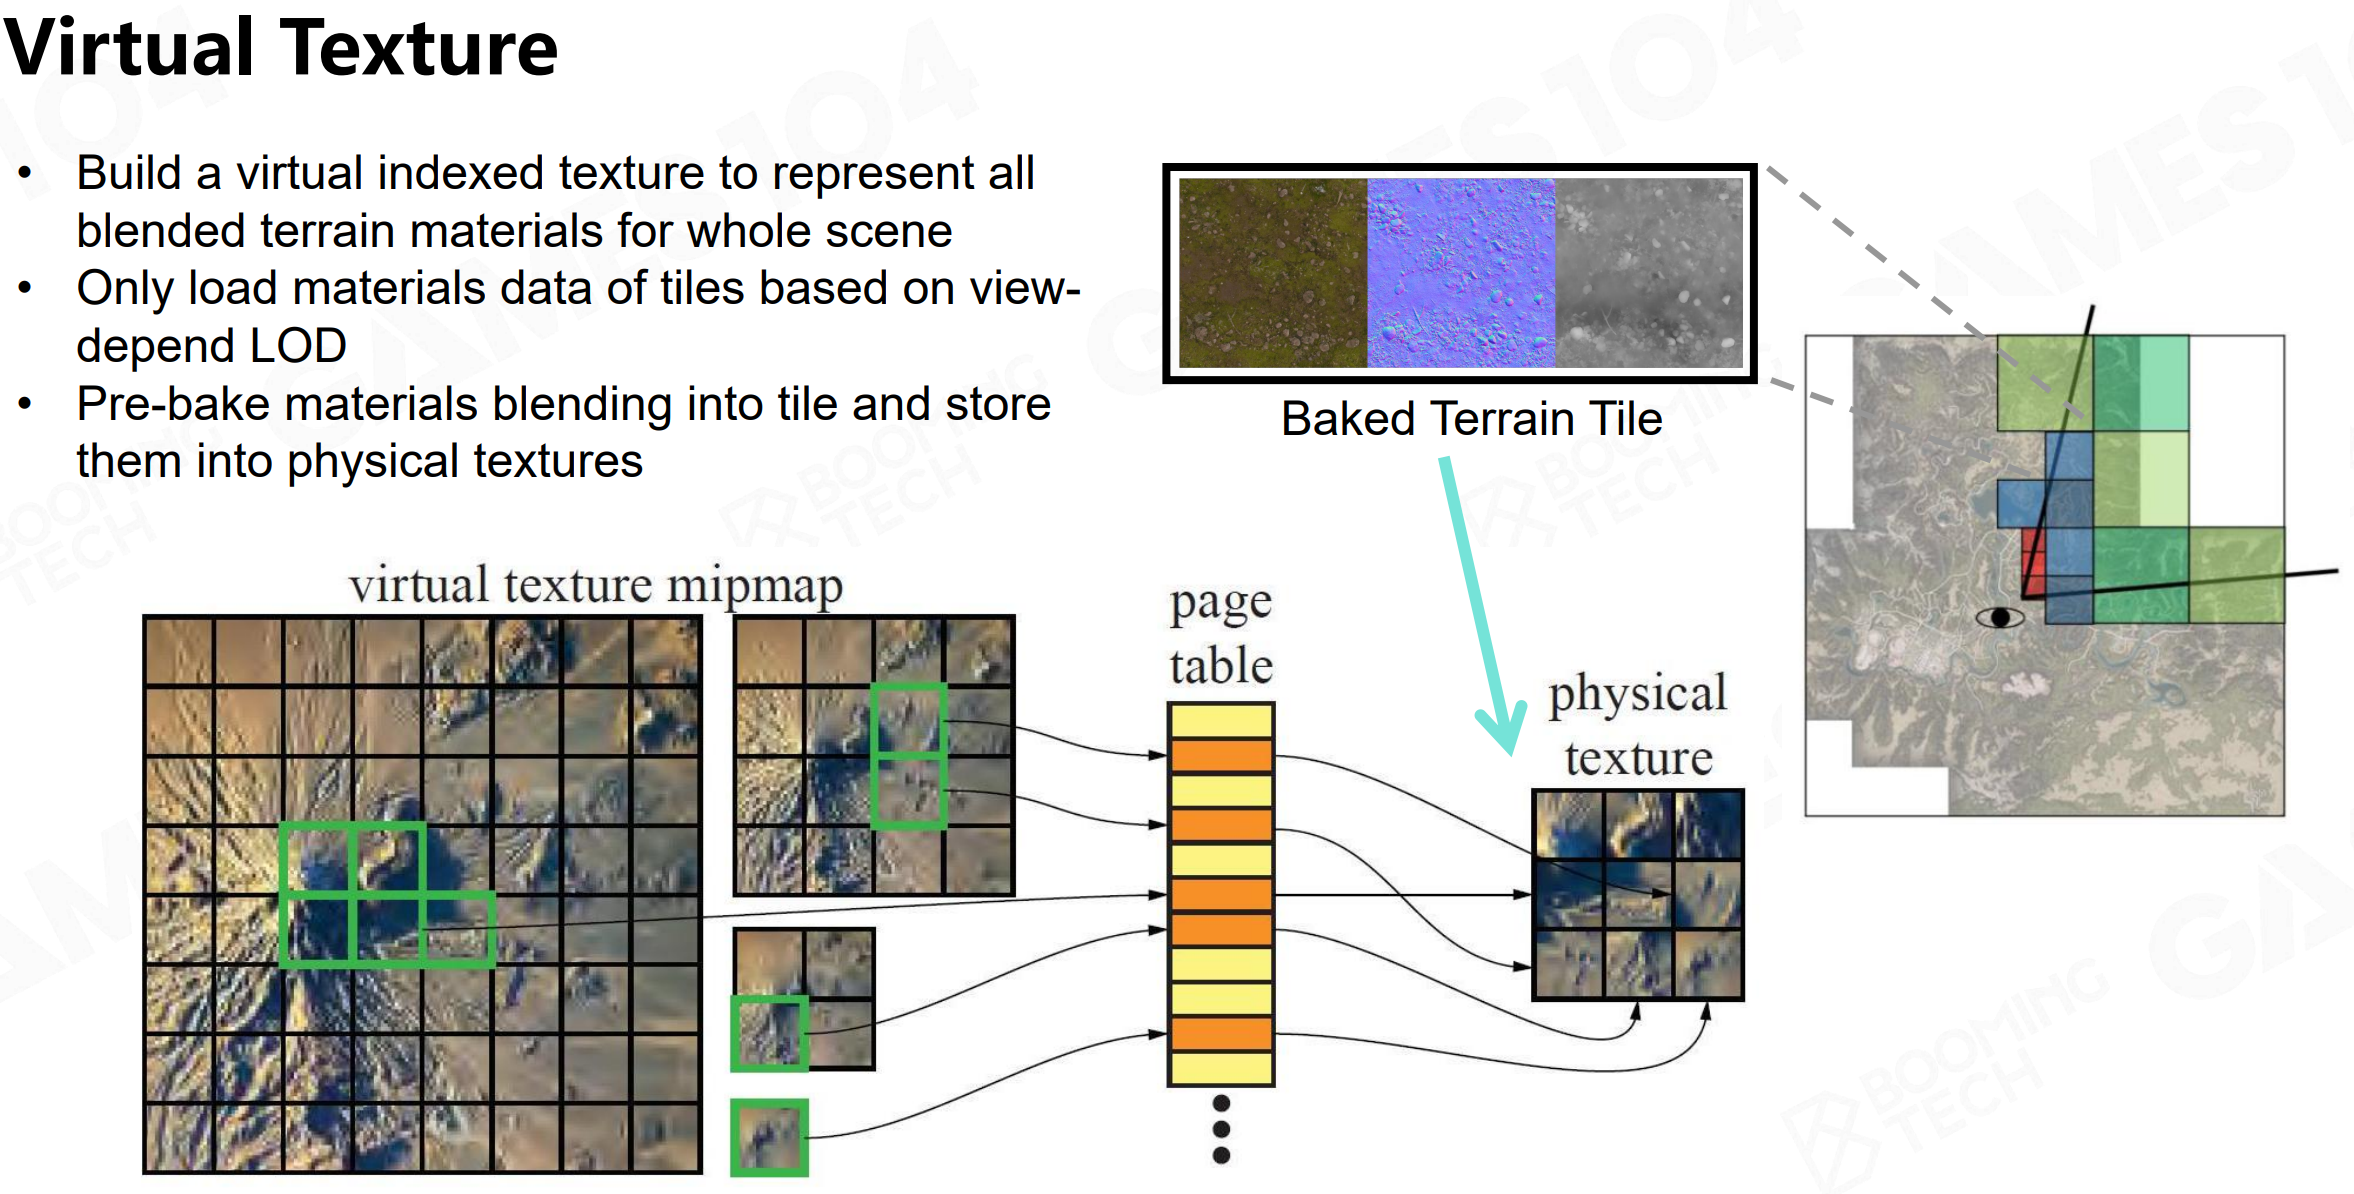 Virtual Texture
• Build a virtual indexed texture to represent all
blended terrain materials for whole scene
• Only load materials data of tiles based on view-
depend LOD
• Pre-bake materials blending into tile and store
them into physical textures
Baked Terrain Tile
virtual texture mipmap
page
table
physical
texture
GAMES104
BOOMING
TECH